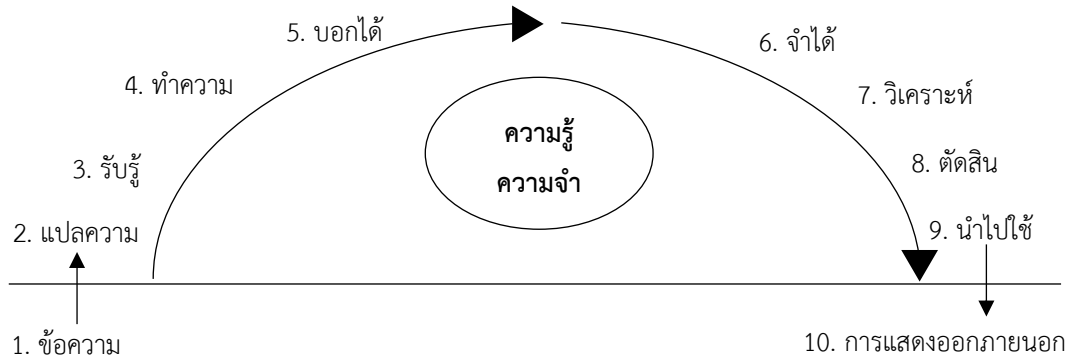 1. ข้อความ
2. แปลความ
3. รับรู้
4. ทำความ
5. บอกได้
6. จำได้
7. วิเคราะห์
8. ตัดสิน
9. นำไปใช้
10. การแสดงออกภายนอก
ความรู้
ความจำ